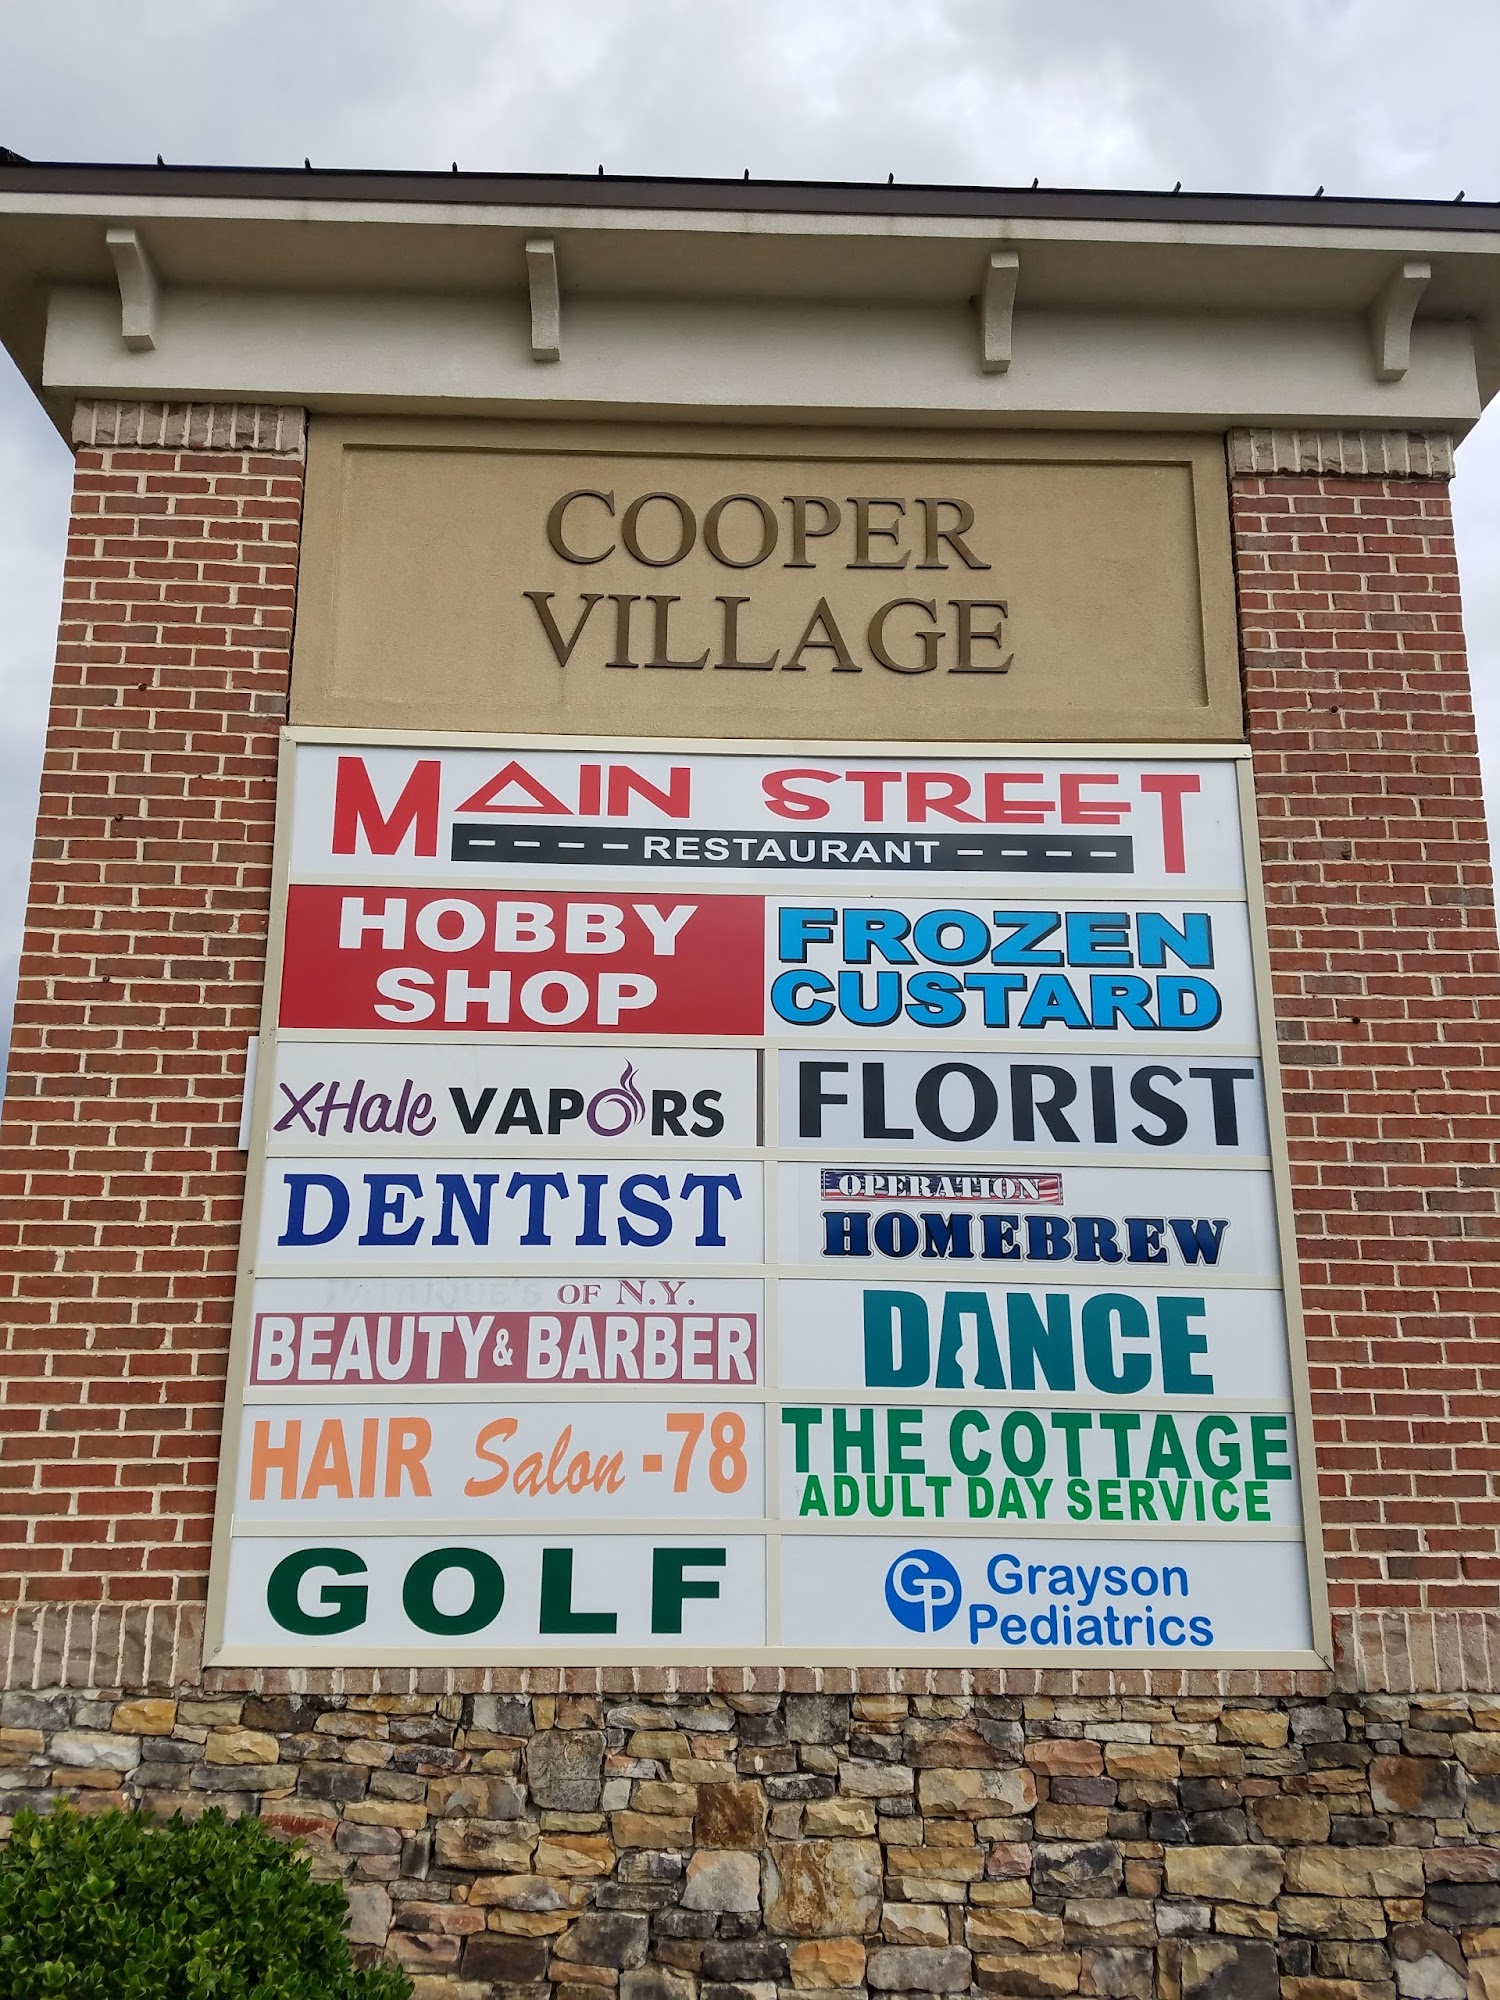 COOPER
VILLAGE
MAIN STREET
RESTAURANT
HOBBY
SHOP
FROZEN
CUSTARD
XHale VAPORS
FLORIST
DENTIST
OPERATION
HOMEBREW
OF N.Y.
BEAUTY & BARBER
DANCE
HAIR Salon -78
THE COTTAGE
ADULT DAY SERVICE
GOLF
GP Grayson
Pediatrics